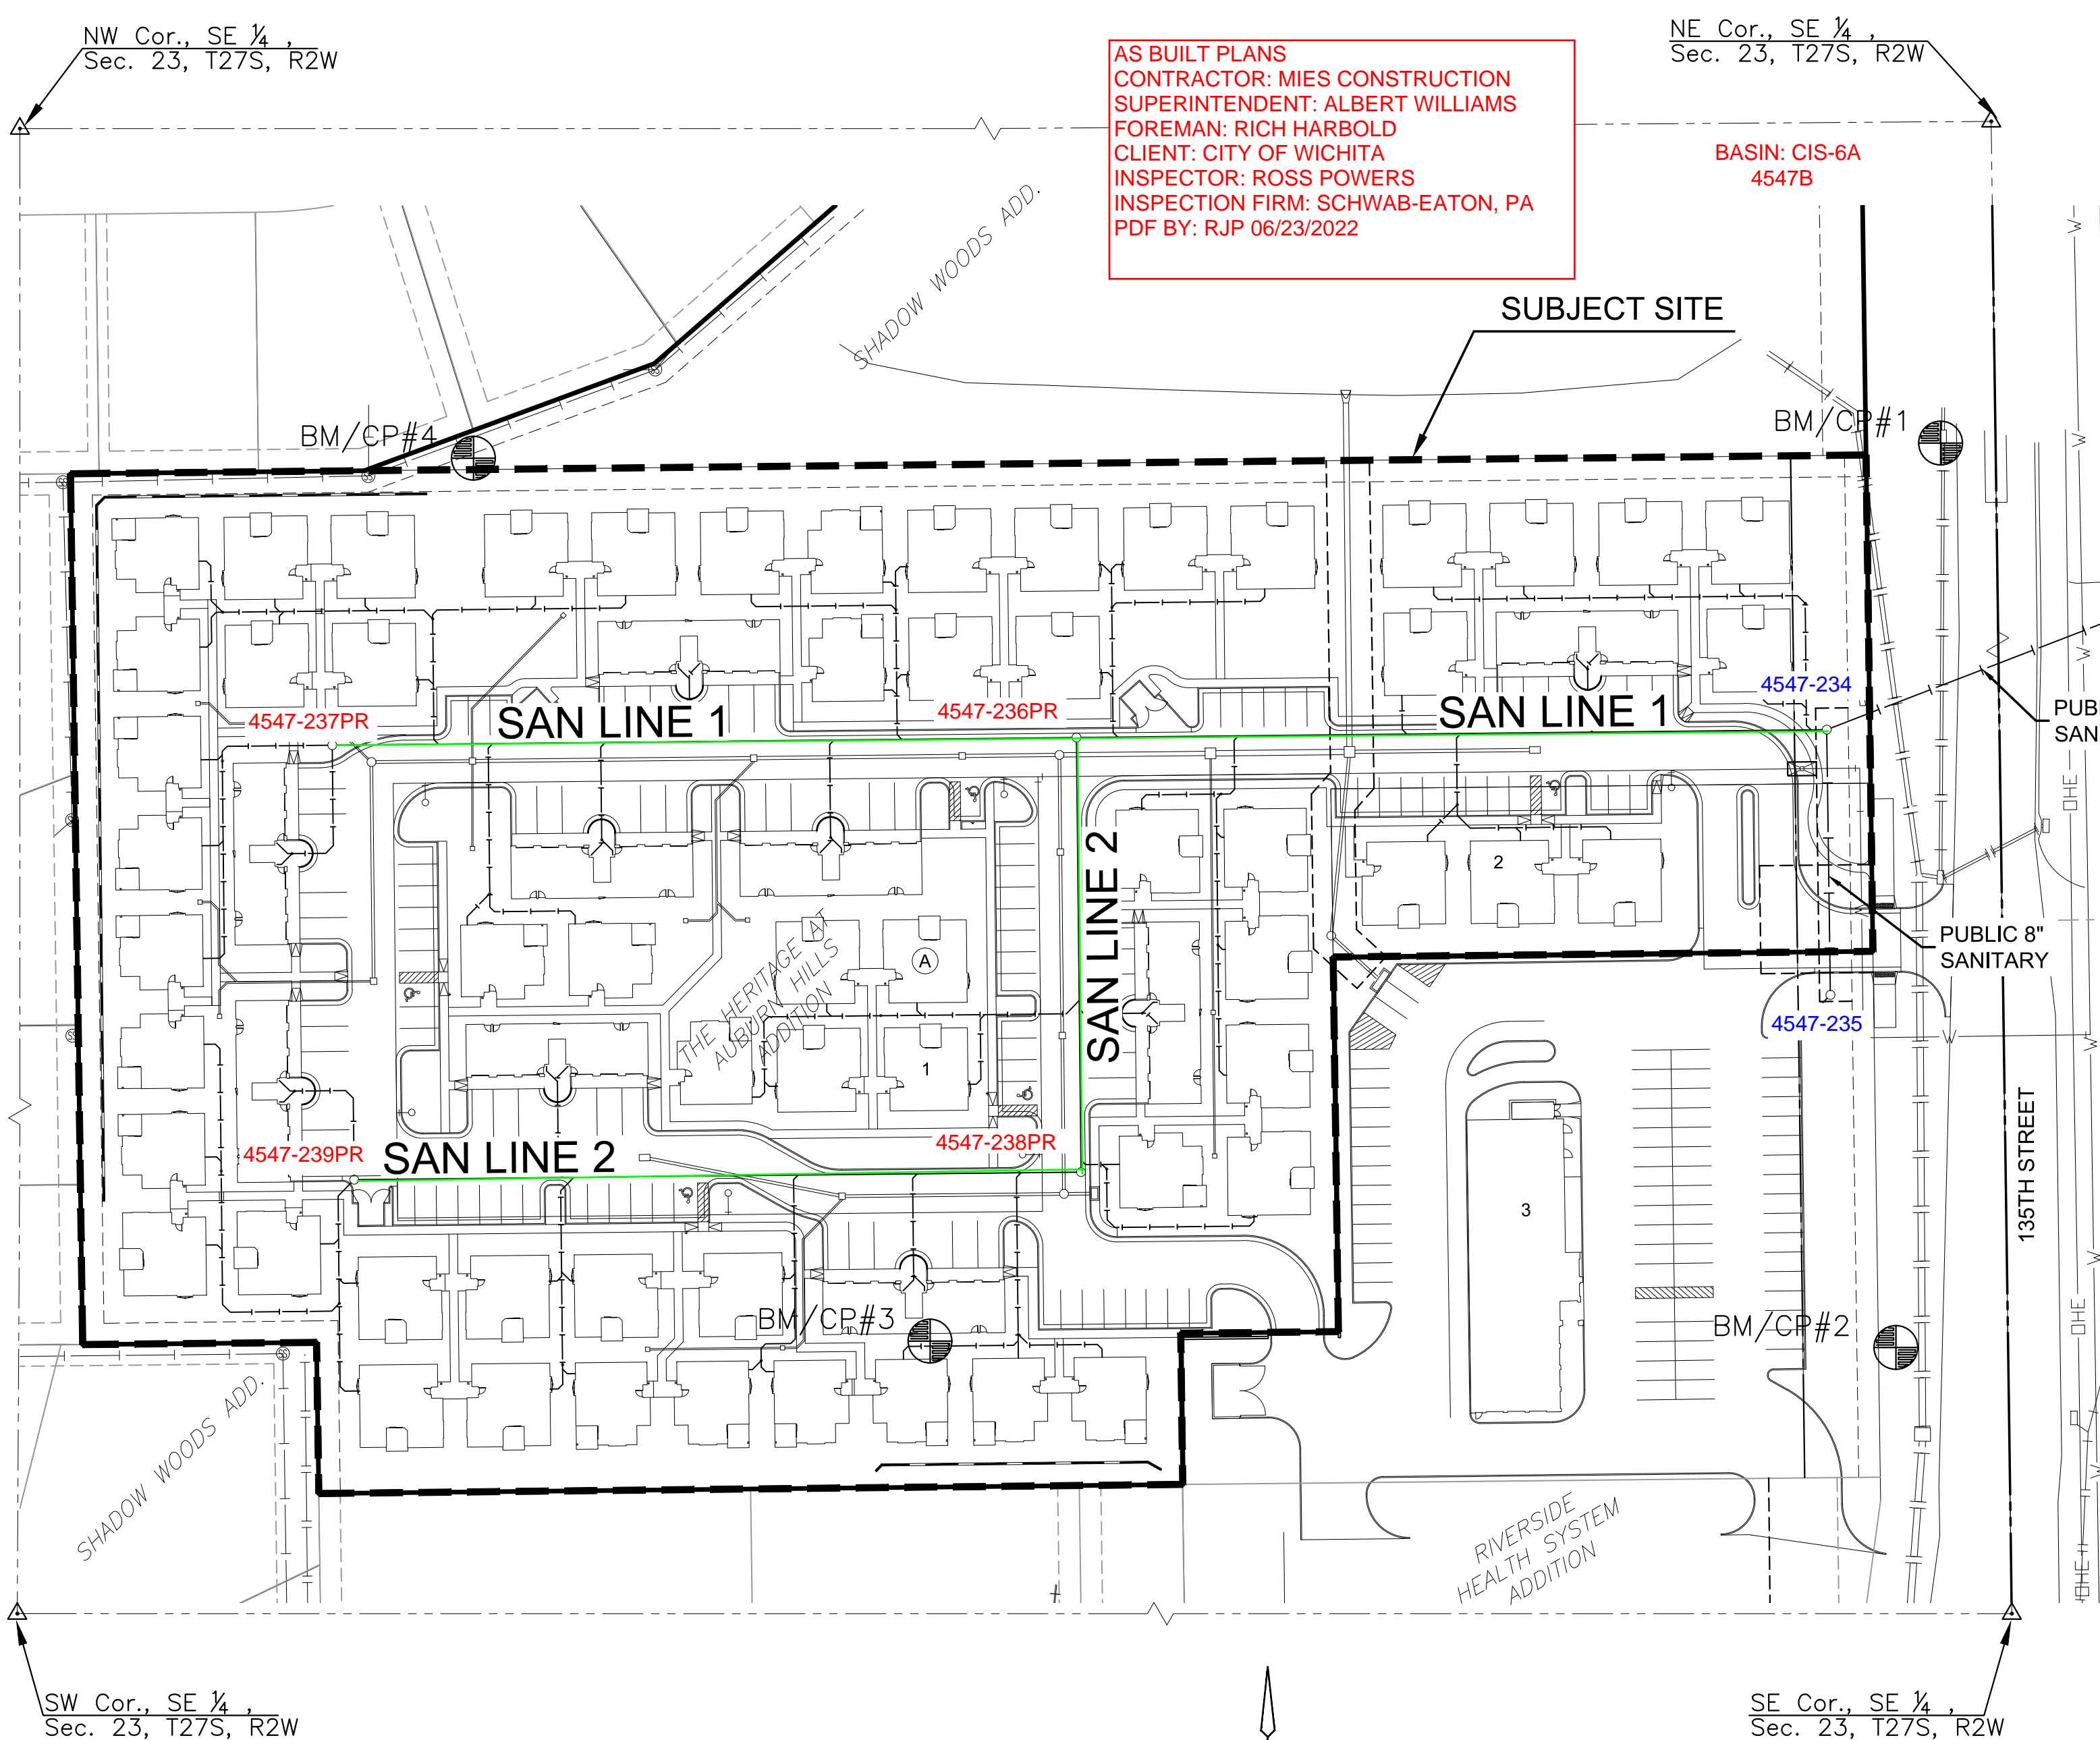 NW Cor., SE ¼ ,
Sec. 23, T27S, R2W
NE Cor., SE ¼ ,
Sec. 23, T27S, R2W
AS BUILT PLANS
CONTRACTOR: MIES CONSTRUCTION
SUPERINTENDENT: ALBERT WILLIAMS
FOREMAN: RICH HARBOLD
CLIENT: CITY OF WICHITA
INSPECTOR: ROSS POWERS
INSPECTION FIRM: SCHWAB-EATON, PA
PDF BY: RJP 06/23/2022
BASIN: CIS-6A
4547B
SHADOW WOODS ADD.
SUBJECT SITE
BM/CP#4
BM/CP#1
4547-234
4547-237PR
SAN LINE 1
4547-236PR
SAN LINE 1
PUB
SAN
OHE
W
W
W
W
SAN LINE 2
2
PUBLIC 8"
SANITARY
THE HERITAGE AT
AUBURN HILLS
ADDITION
A
1
4547-235
W
W
135TH STREET
4547-239PR
SAN LINE 2
4547-238PR
3
W
OHE
BM/CP#3
BM/CP#2
SHADOW WOODS ADD.
RIVERSIDE
HEALTH SYSTEM
ADDITION
W
W
OHE
SW Cor., SE ¼ ,
Sec. 23, T27S, R2W
SE Cor., SE ¼ ,
Sec. 23, T27S, R2W